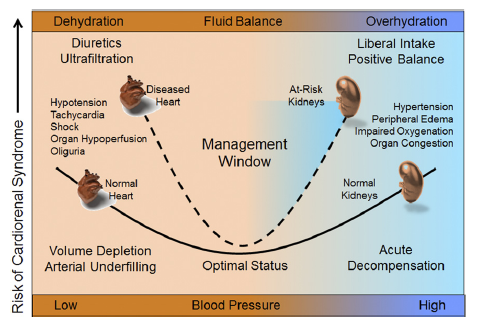 Dehydration Fluid Balance Overhydration
Diuretics
Ultrafiltration
Liberal Intake
Positive Balance
Diseased
Heart
At-Risk
Kidneys
Hypotension
Tachycardia
Shock
Organ Hypoperfusion
Oliguria
Hypertension
Peripheral Edema
Impaired Oxygenation
Organ Congestion
Management
Window
Normal
Heart
Normal
Kidneys
Volume Depletion
Arterial Underfilling
Optimal Status
Acute
Decompensation
Low Blood Pressure High
Risk of Cardiorenal Syndrome